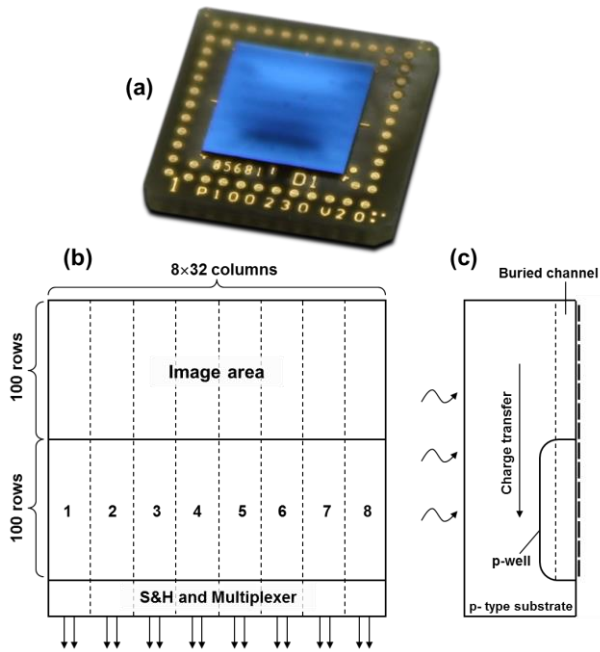 (a)
856811 D1
1 P100230 V20
(b)
8×32 columns
100 rows
Image area
100 rows
1 2 3 4 5 6 7 8
S&H and Multiplexer
(c)
Buried channel
Charge transfer
p-well
p- type substrate